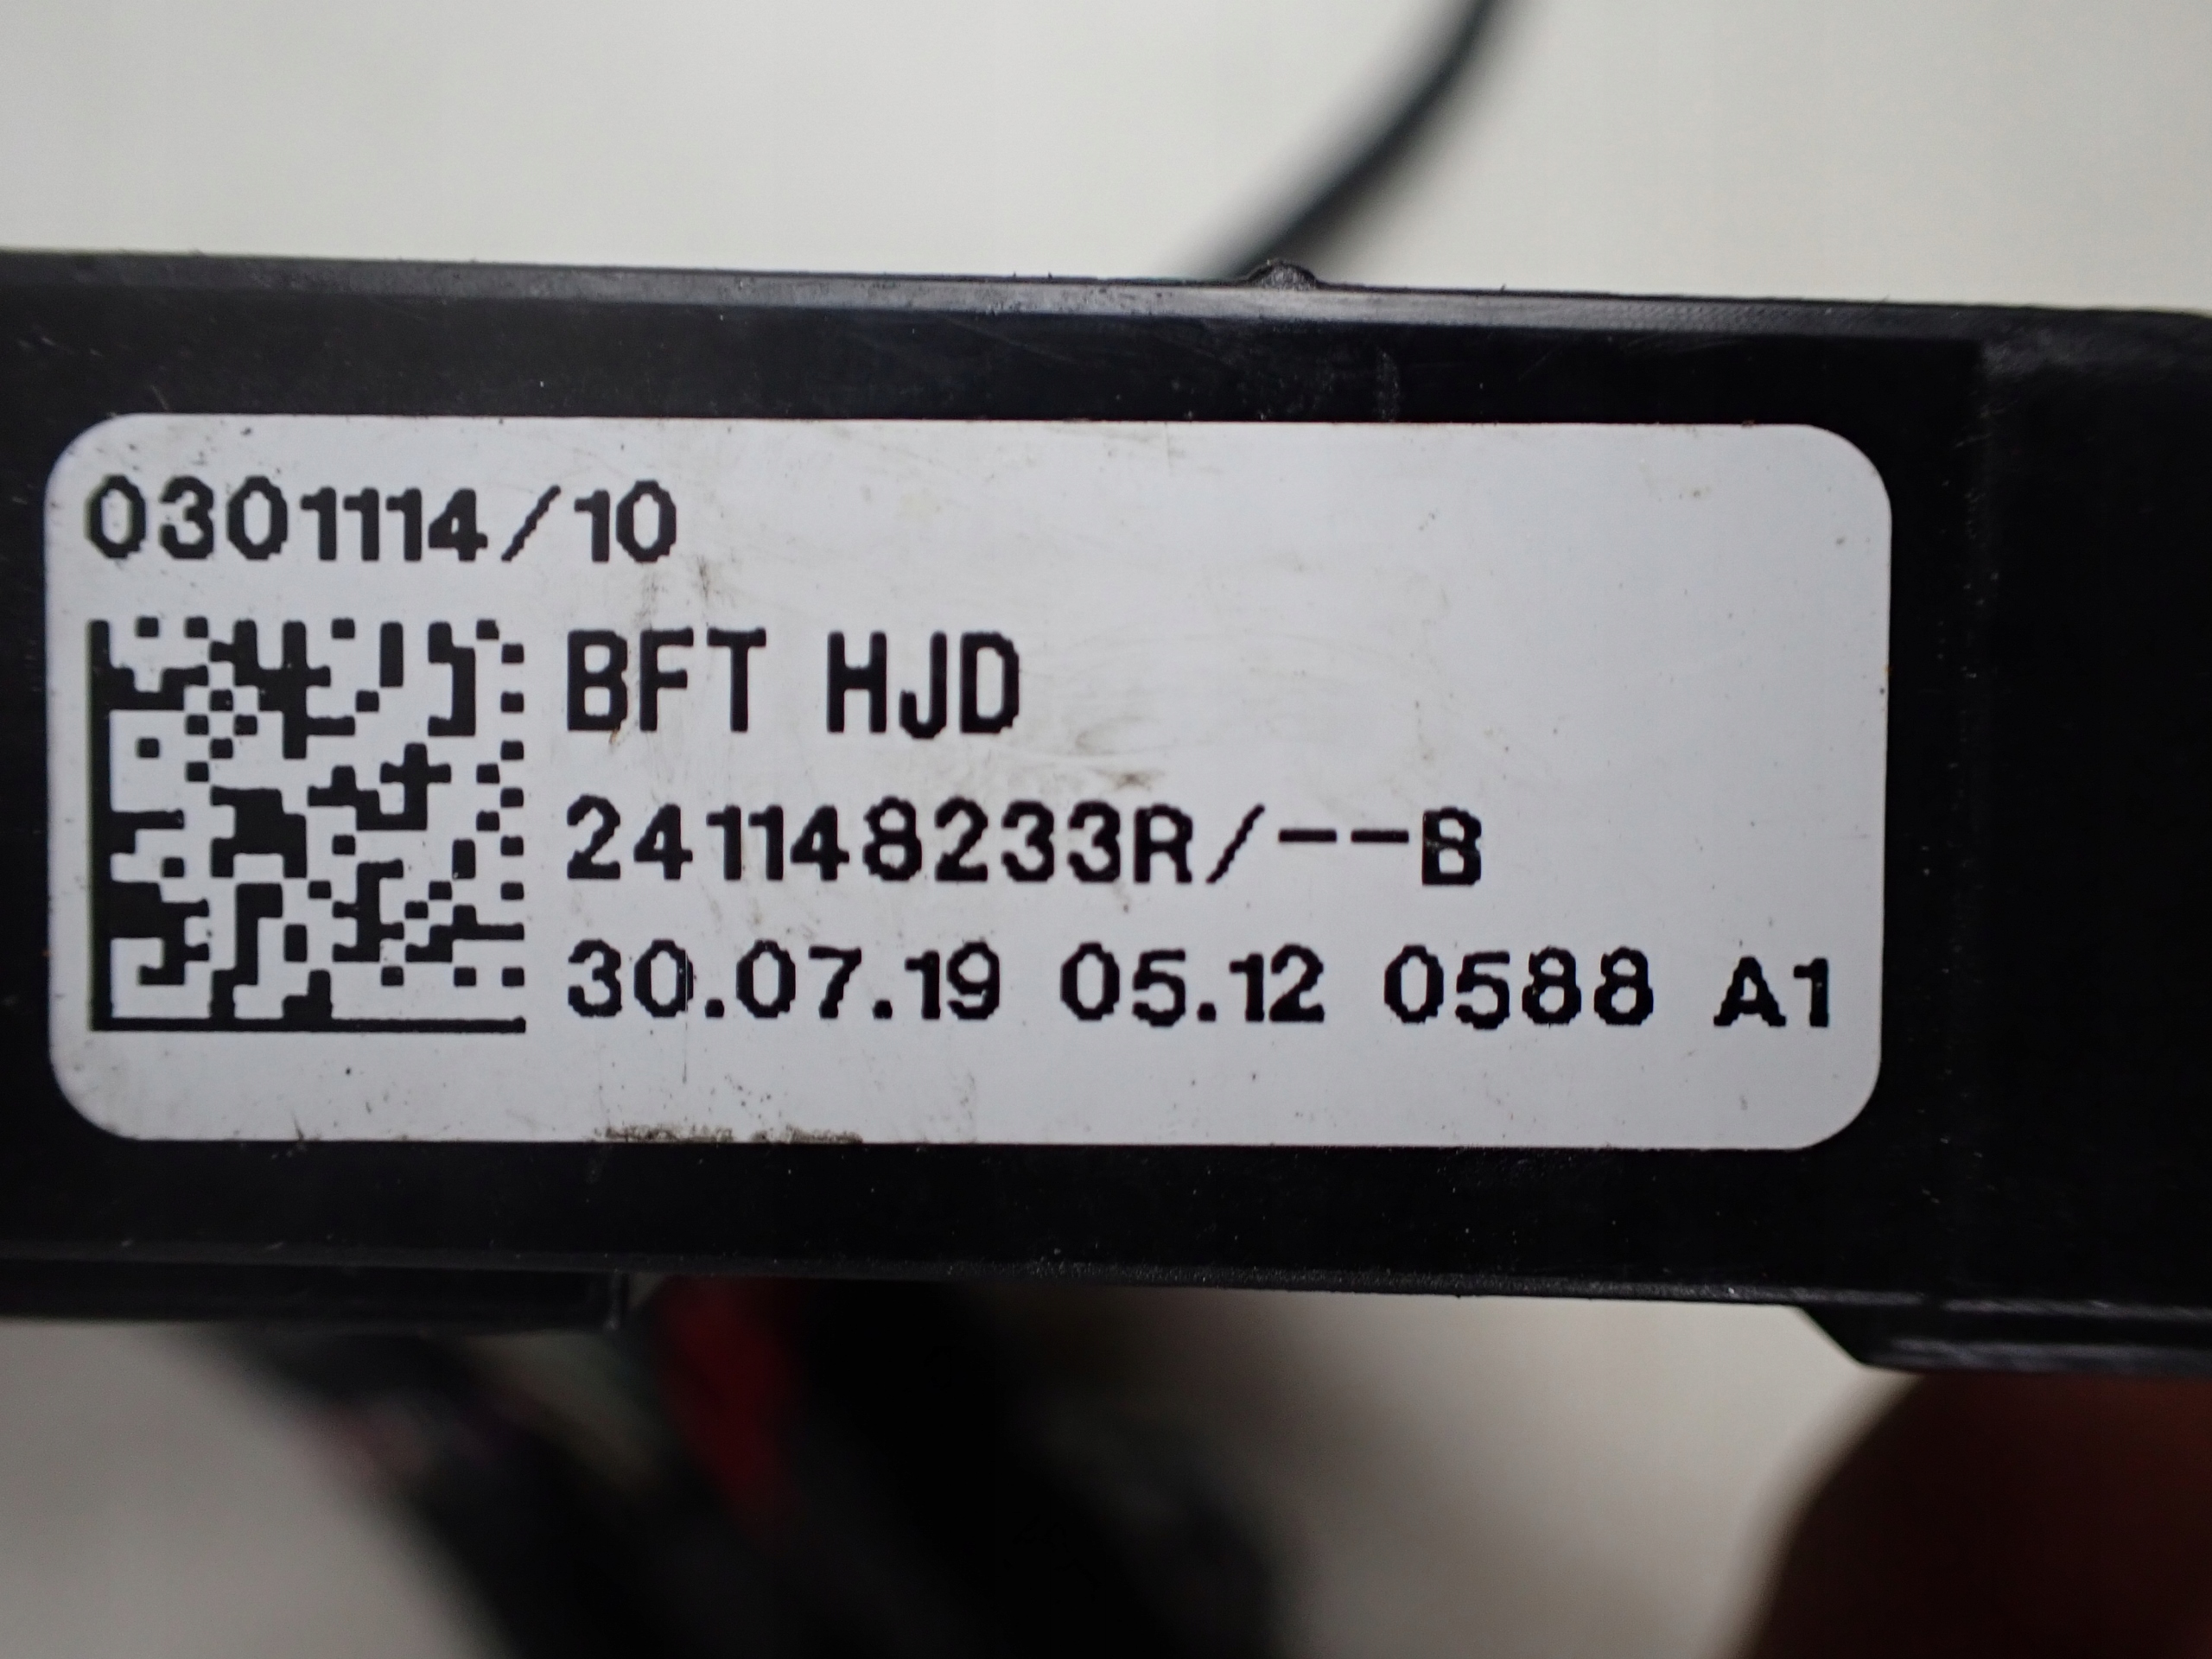 0301114/10
BFT HJD
241148233R/--B
30.07.19 05.12 0588 A1